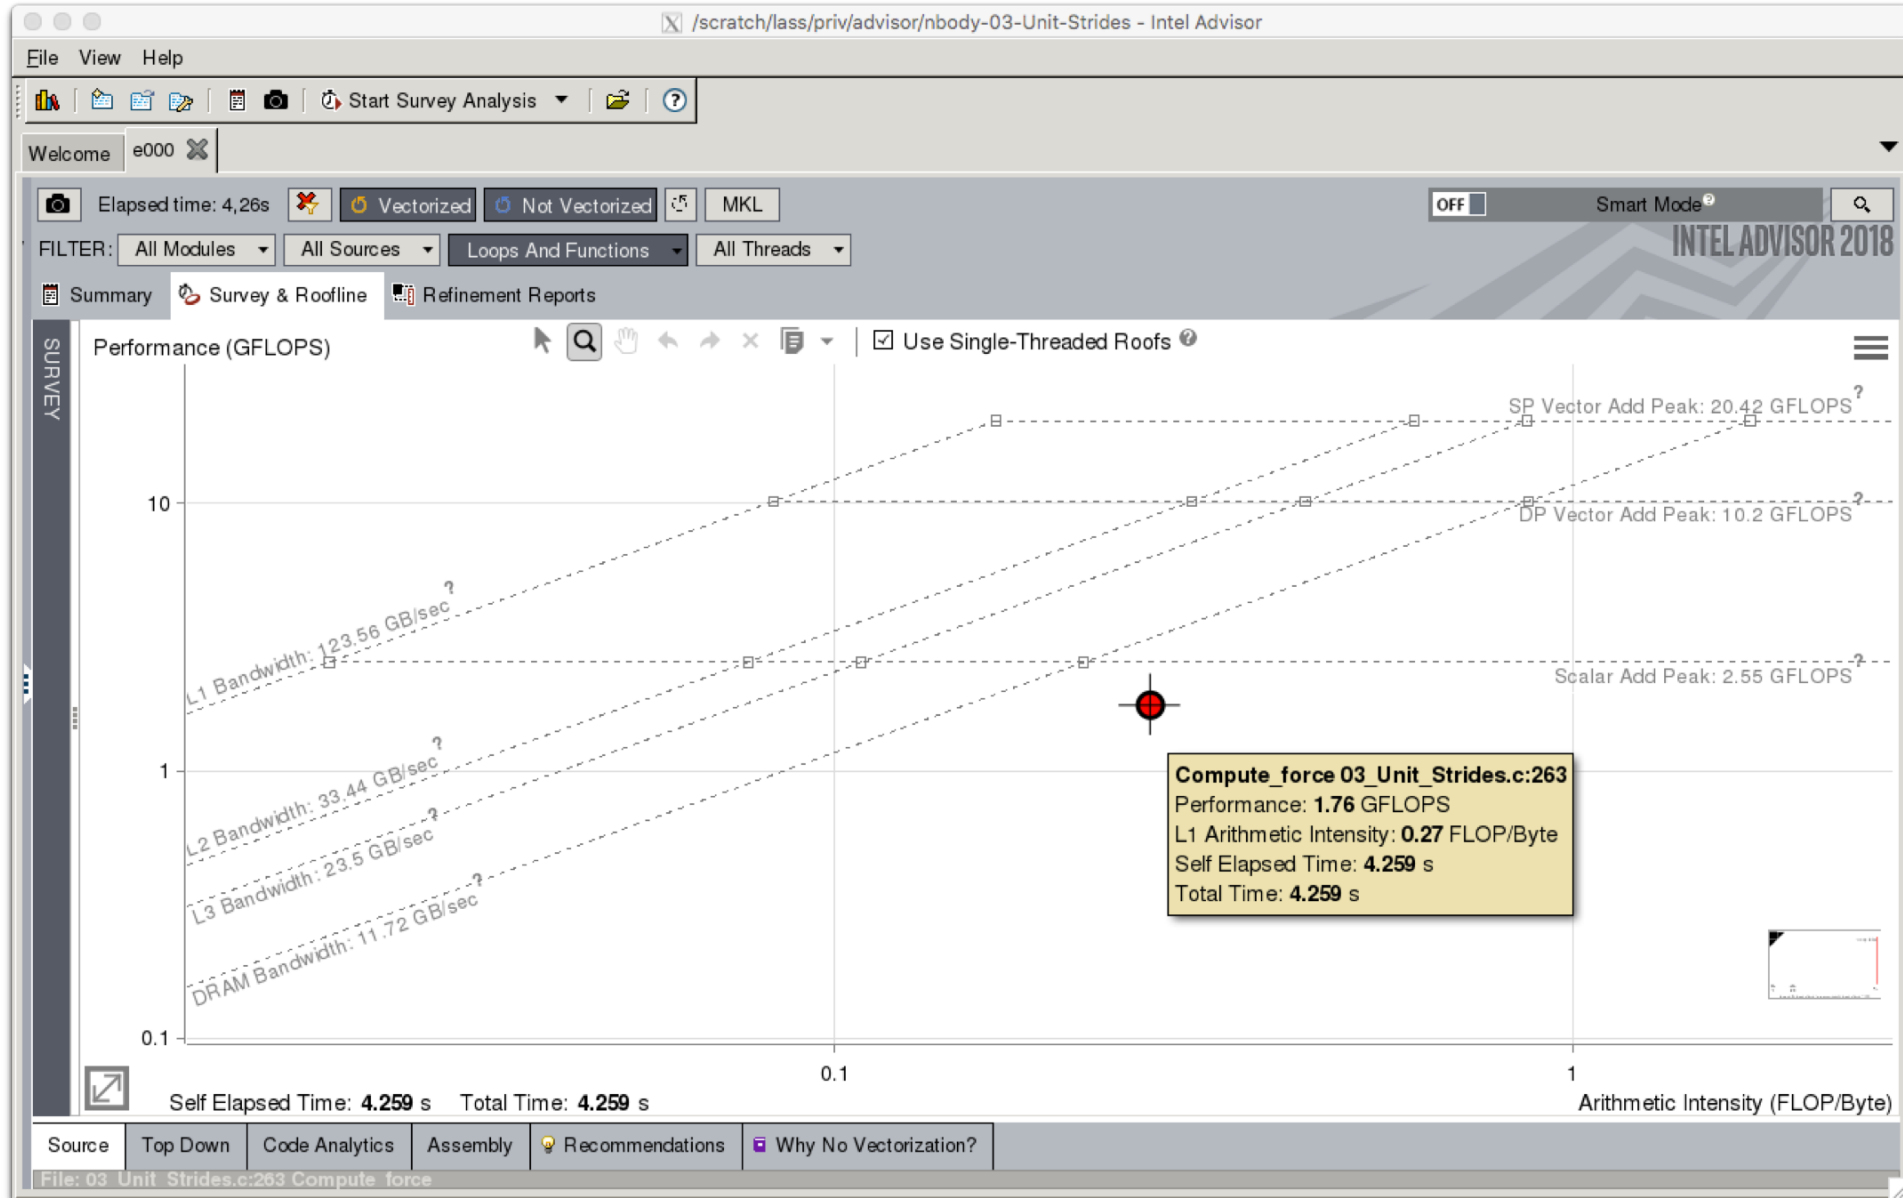 /scratch/lass/priv/advisor/nbody-03-Unit-Strides - Intel Advisor
File View Help
Start Survey Analysis ?
Welcome e000
Elapsed time: 4,26s Vectorized Not Vectorized MKL OFF Smart Mode?
FILTER: All Modules All Sources Loops And Functions All Threads INTEL ADVISOR 2018
Summary Survey & Roofline Refinement Reports
SURVEY
Performance (GFLOPS) Use Single-Threaded Roofs ?
SP Vector Add Peak: 20.42 GFLOPS ?
10
DP Vector Add Peak: 10.2 GFLOPS ?
L1 Bandwidth: 123.56 GB/sec ?
Scalar Add Peak: 2.55 GFLOPS ?
1
L2 Bandwidth: 33.44 GB/sec ?
L3 Bandwidth: 23.5 GB/sec ?
DRAM Bandwidth: 11.72 GB/sec ?
Compute_force 03_Unit_Strides.c:263
Performance: 1.76 GFLOPS
L1 Arithmetic Intensity: 0.27 FLOP/Byte
Self Elapsed Time: 4.259 s
Total Time: 4.259 s
0.1
0.1 1
Self Elapsed Time: 4.259 s Total Time: 4.259 s Arithmetic Intensity (FLOP/Byte)
Source Top Down Code Analytics Assembly Recommendations Why No Vectorization?
File: 03_Unit_Strides.c:263 Compute_force